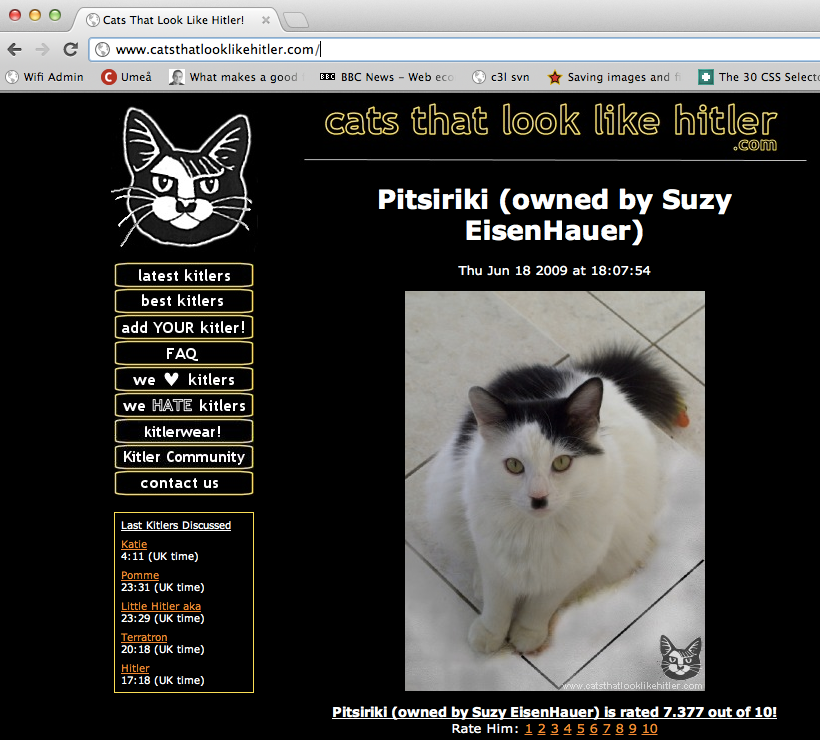 Cats That Look Like Hitler!
www.catsthatlooklikehitler.com/
Wifi Admin
Umeå
What makes a good
BBC BBC News – Web eco
c3l svn
Saving images and f
The 30 CSS Selecto
cats that look like hitler
.com
Pitsiriki (owned by Suzy
EisenHauer)
Thu Jun 18 2009 at 18:07:54
latest kitlers
best kitlers
add YOUR kitler!
FAQ
we ♥ kitlers
we HATE kitlers
kitlerwear!
Kitler Community
contact us
Last Kitlers Discussed
Katie
4:11 (UK time)
Pomme
23:31 (UK time)
Little Hitler aka
23:29 (UK time)
Terratron
20:18 (UK time)
Hitler
17:18 (UK time)
www.catsthatlooklikehitler.com
Pitsiriki (owned by Suzy EisenHauer) is rated 7.377 out of 10!
Rate Him: 1 2 3 4 5 6 7 8 9 10